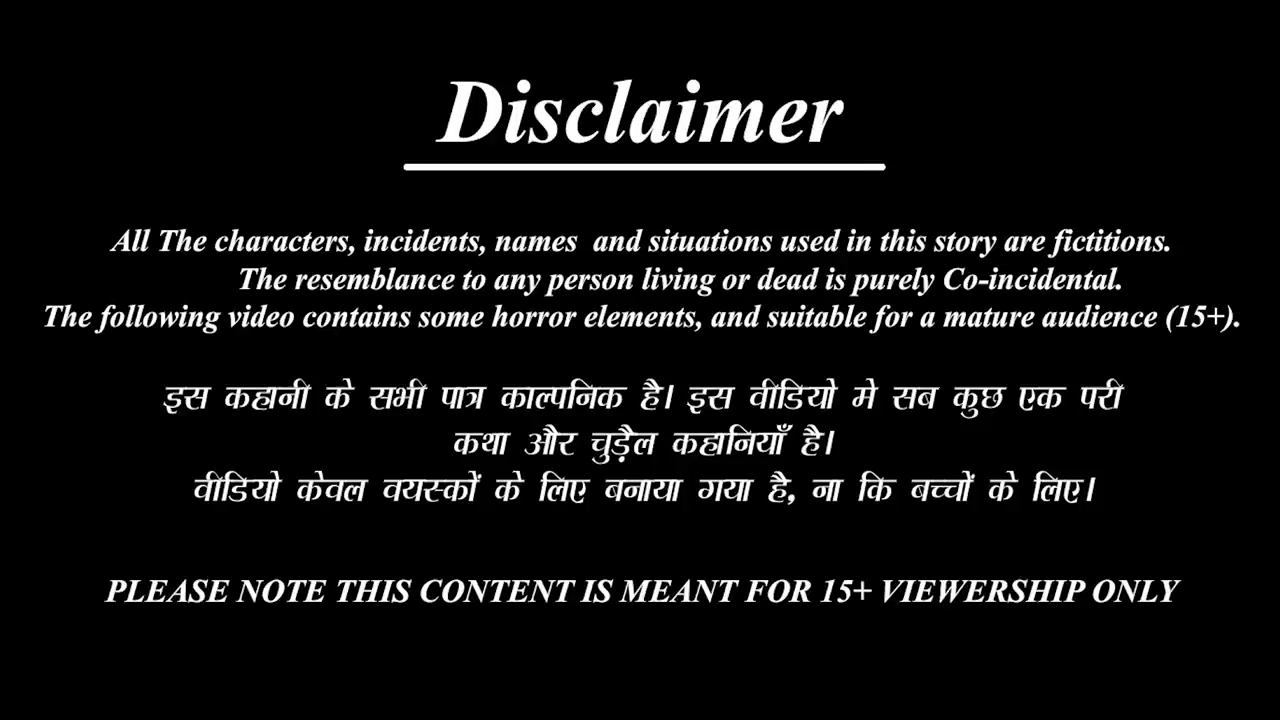 Disclaimer
All The characters, incidents, names and situations used in this story are fictitions.
The resemblance to any person living or dead is purely Co-incidental.
The following video contains some horror elements, and suitable for a mature audience (15+).
इस कहानी के सभी पात्र काल्पनिक है। इस वीडियो मे सब कुछ एक परी
कथा और चुड़ैल कहानियाँ है।
वीडियो केवल वयस्कों के लिए बनाया गया है, ना कि बच्चों के लिए।
PLEASE NOTE THIS CONTENT IS MEANT FOR 15+ VIEWERSHIP ONLY